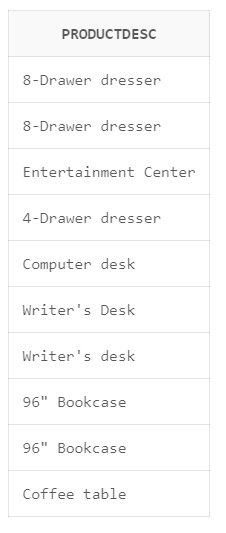 PRODUCTDESC
8-Drawer dresser
8-Drawer dresser
Entertainment Center
4-Drawer dresser
Computer desk
Writer's Desk
Writer's desk
96" Bookcase
96" Bookcase
Coffee table